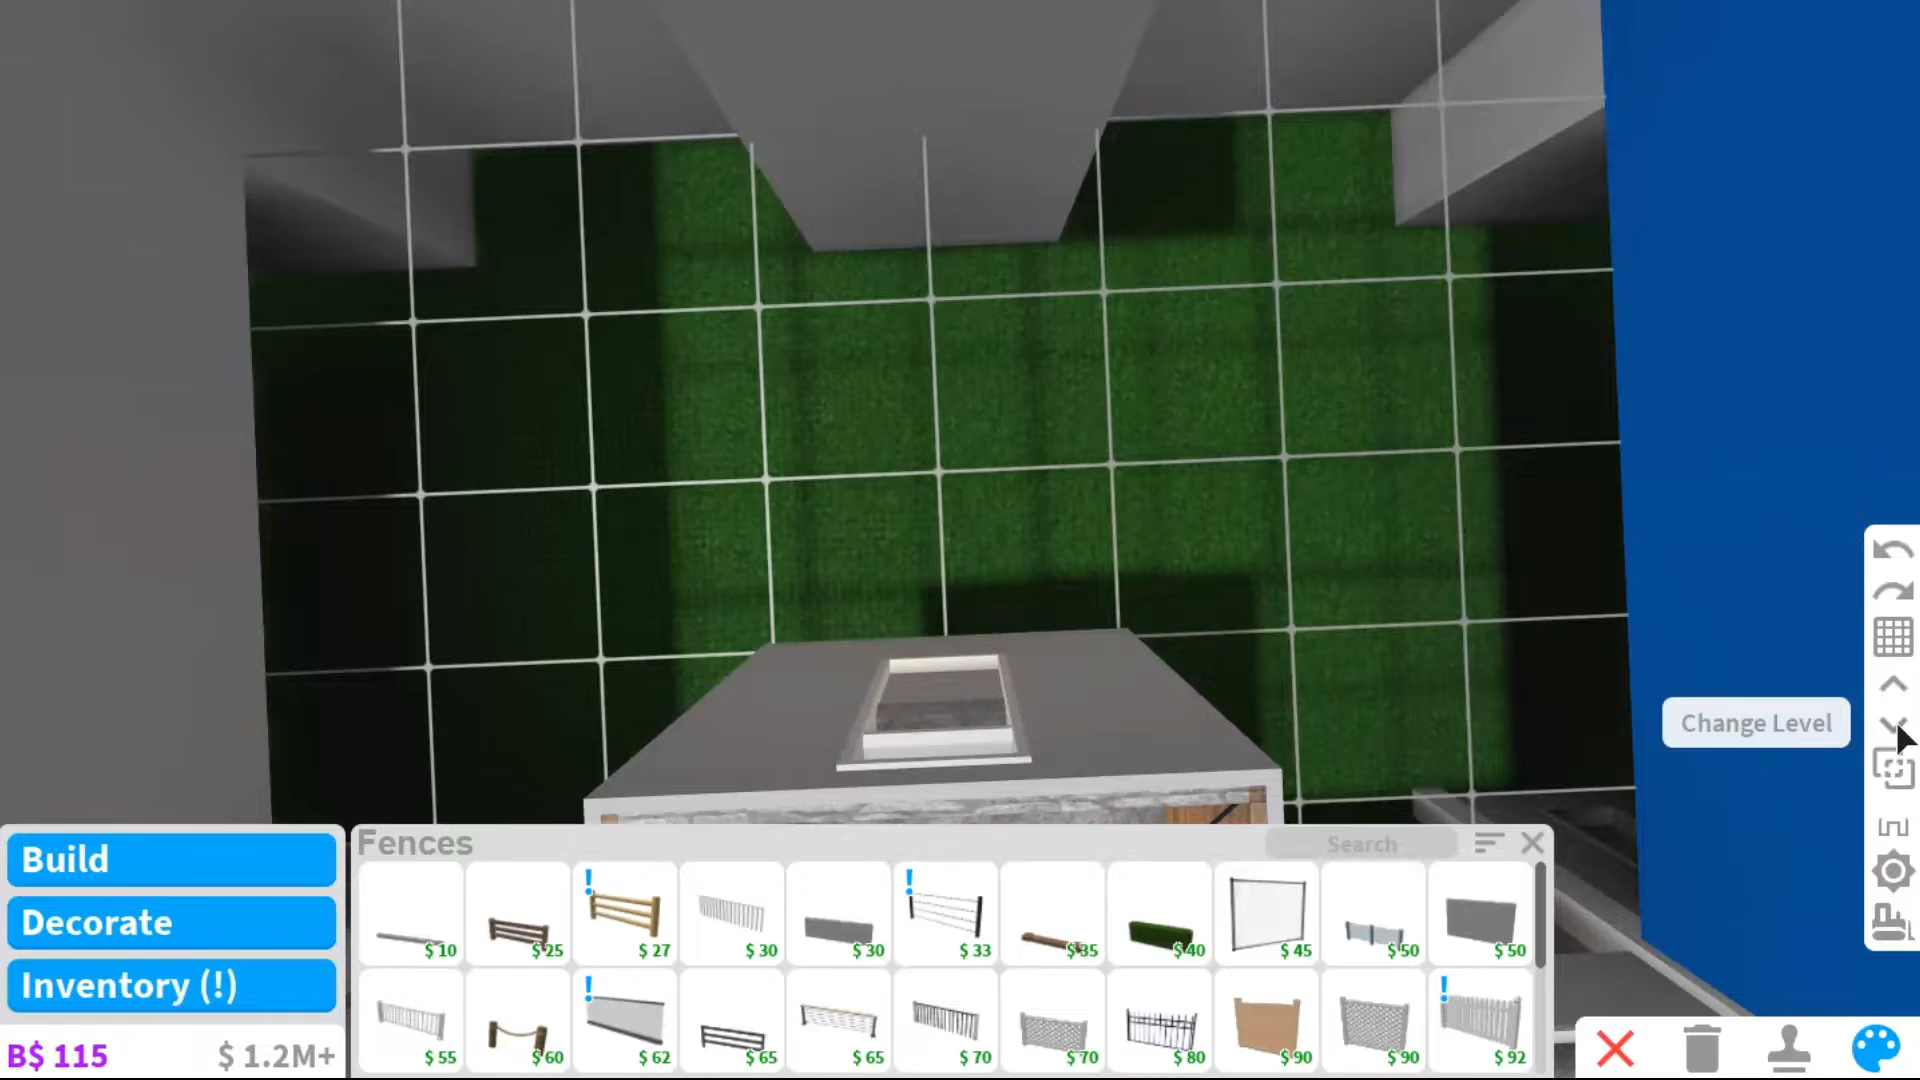 Change Level
Build
Decorate
Inventory (!)
B$ 115
$ 1.2M+
Fences
Search
! !
$ 10 $ 25 $ 27 $ 30 $ 30 $ 33 $ 35 $ 40 $ 45 $ 50 $ 50
! !
$ 55 $ 60 $ 62 $ 65 $ 65 $ 70 $ 70 $ 80 $ 90 $ 90 $ 92